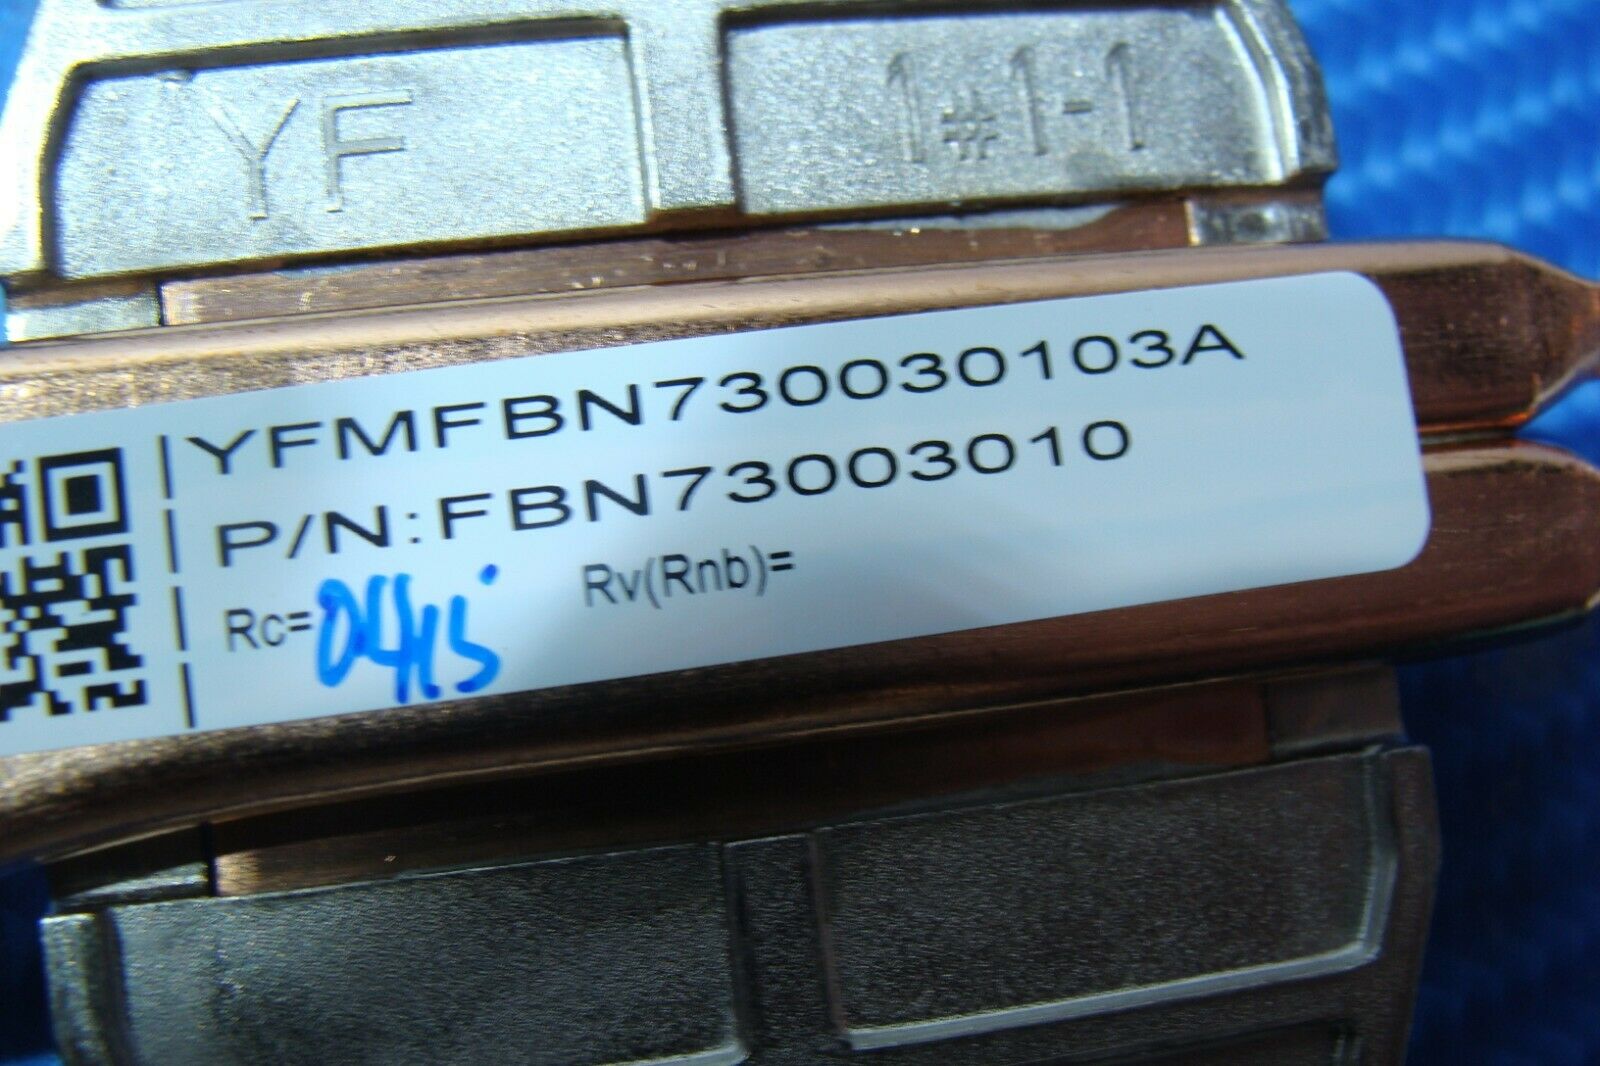 YF 1#1-1
YFMFBN730030103A
P/N:FBN73003010
Rc= Rv(Rnb)=